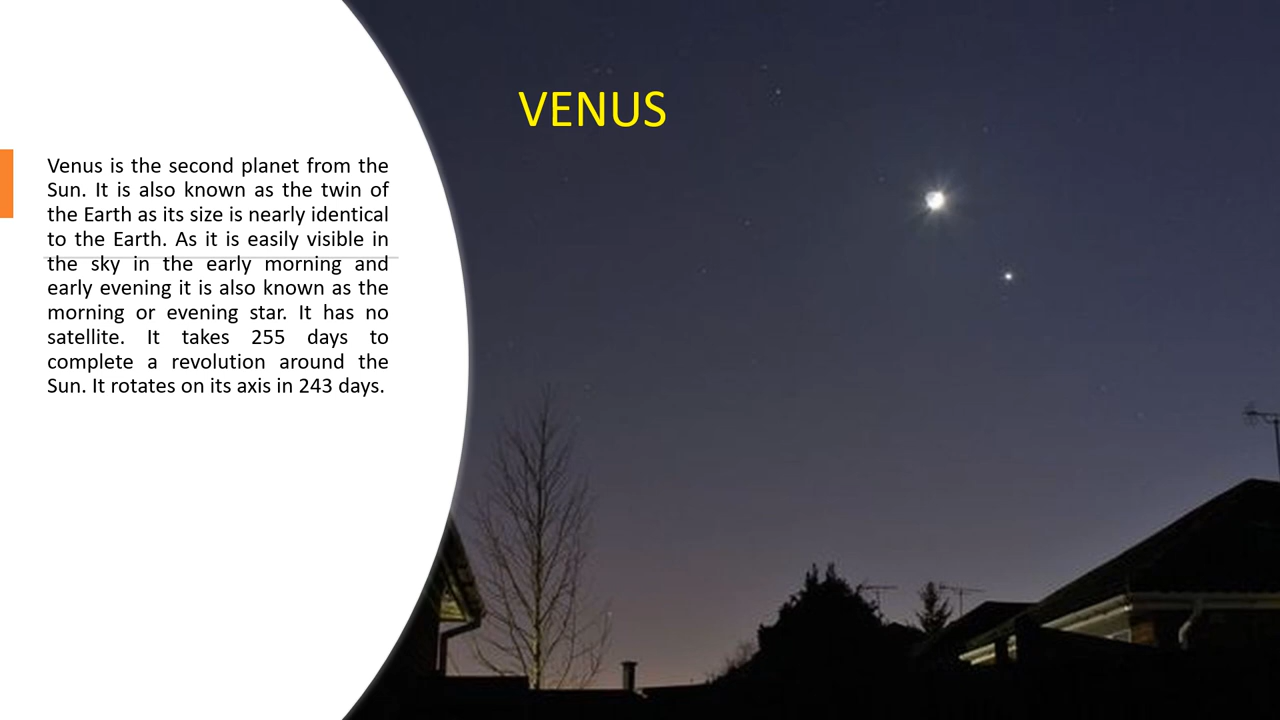 VENUS
Venus is the second planet from the
Sun. It is also known as the twin of
the Earth as its size is nearly identical
to the Earth. As it is easily visible in
the sky in the early morning and
early evening it is also known as the
morning or evening star. It has no
satellite. It takes 255 days to
complete a revolution around the
Sun. It rotates on its axis in 243 days.